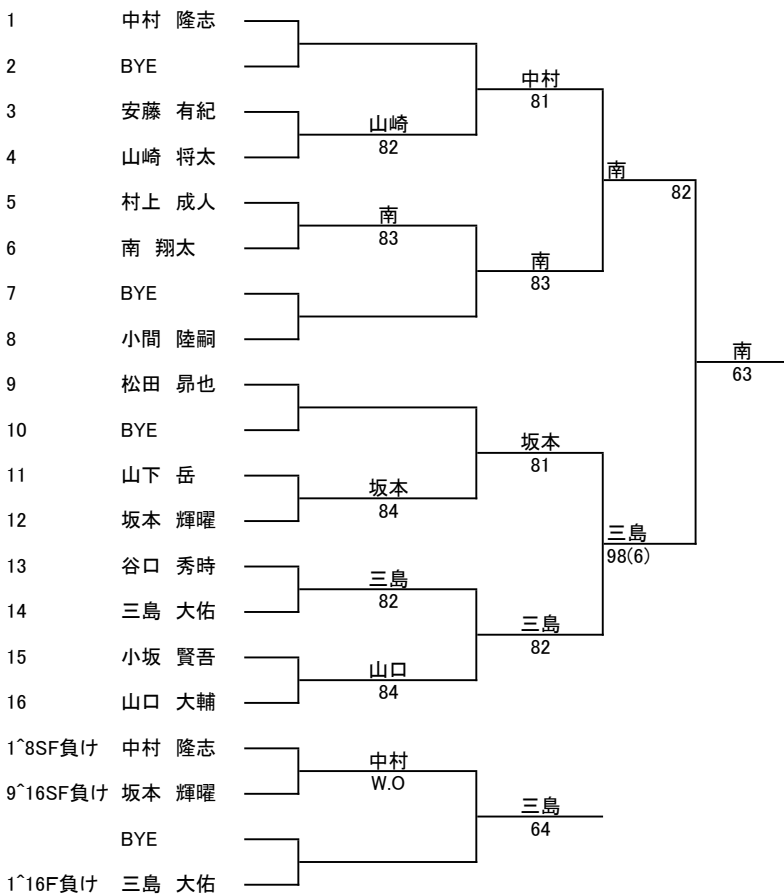 1 中村 隆志
2 BYE
3 安藤 有紀
4 山崎 将太
5 村上 成人
6 南 翔太
7 BYE
8 小間 陸嗣
9 松田 昴也
10 BYE
11 山下 岳
12 坂本 輝曜
13 谷口 秀時
14 三島 大佑
15 小坂 賢吾
16 山口 大輔
1^8SF負け 中村 隆志
9^16SF負け 坂本 輝曜
BYE
1^16F負け 三島 大佑
山崎
82
南
83
坂本
84
三島
82
山口
84
中村
W.O
中村
81
南
83
坂本
81
三島
82
三島
64
南
82
三島
98(6)
南
63